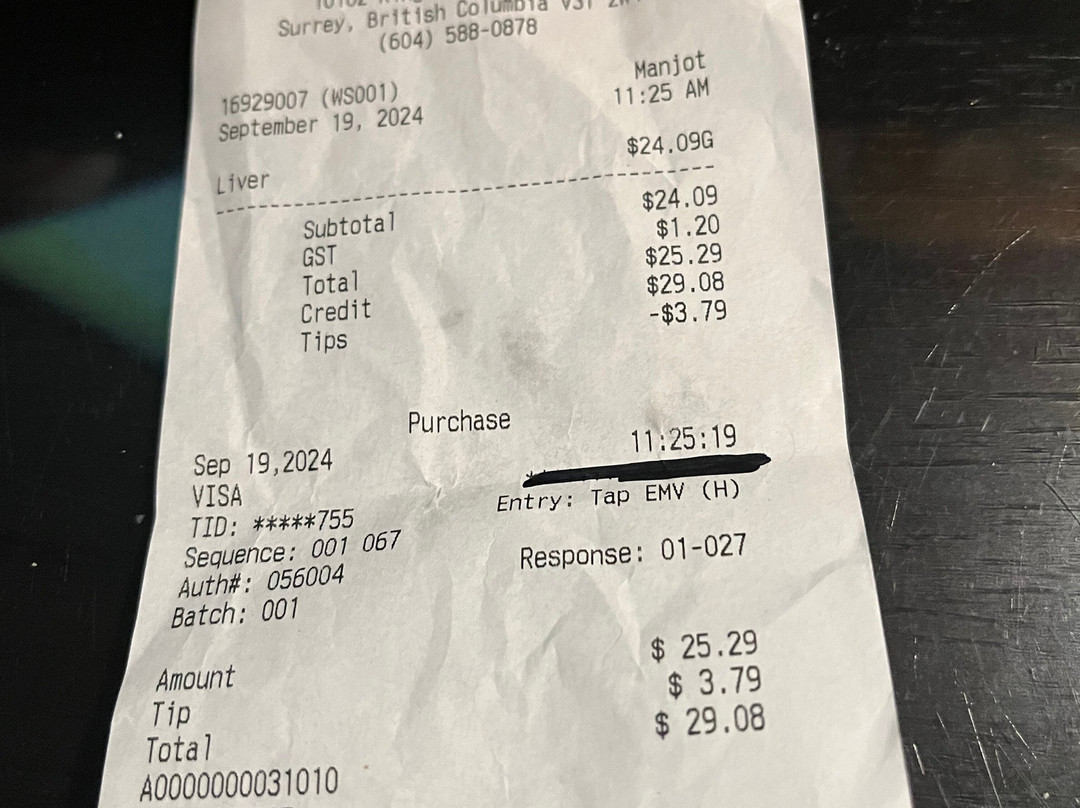 Surrey, British Columbia V3T
(604) 588-0878
Manjot
16929007 (WS001) 11:25 AM
September 19, 2024
$24.09G
Liver
--------------------------------
Subtotal $24.09
GST $1.20
Total $25.29
Credit $29.08
Tips -$3.79
Purchase
Sep 19,2024 11:25:19
VISA
TID: *****755 Entry: Tap EMV (H)
Sequence: 001 067
Auth#: 056004 Response: 01-027
Batch: 001
Amount $ 25.29
Tip $ 3.79
Total $ 29.08
A0000000031010